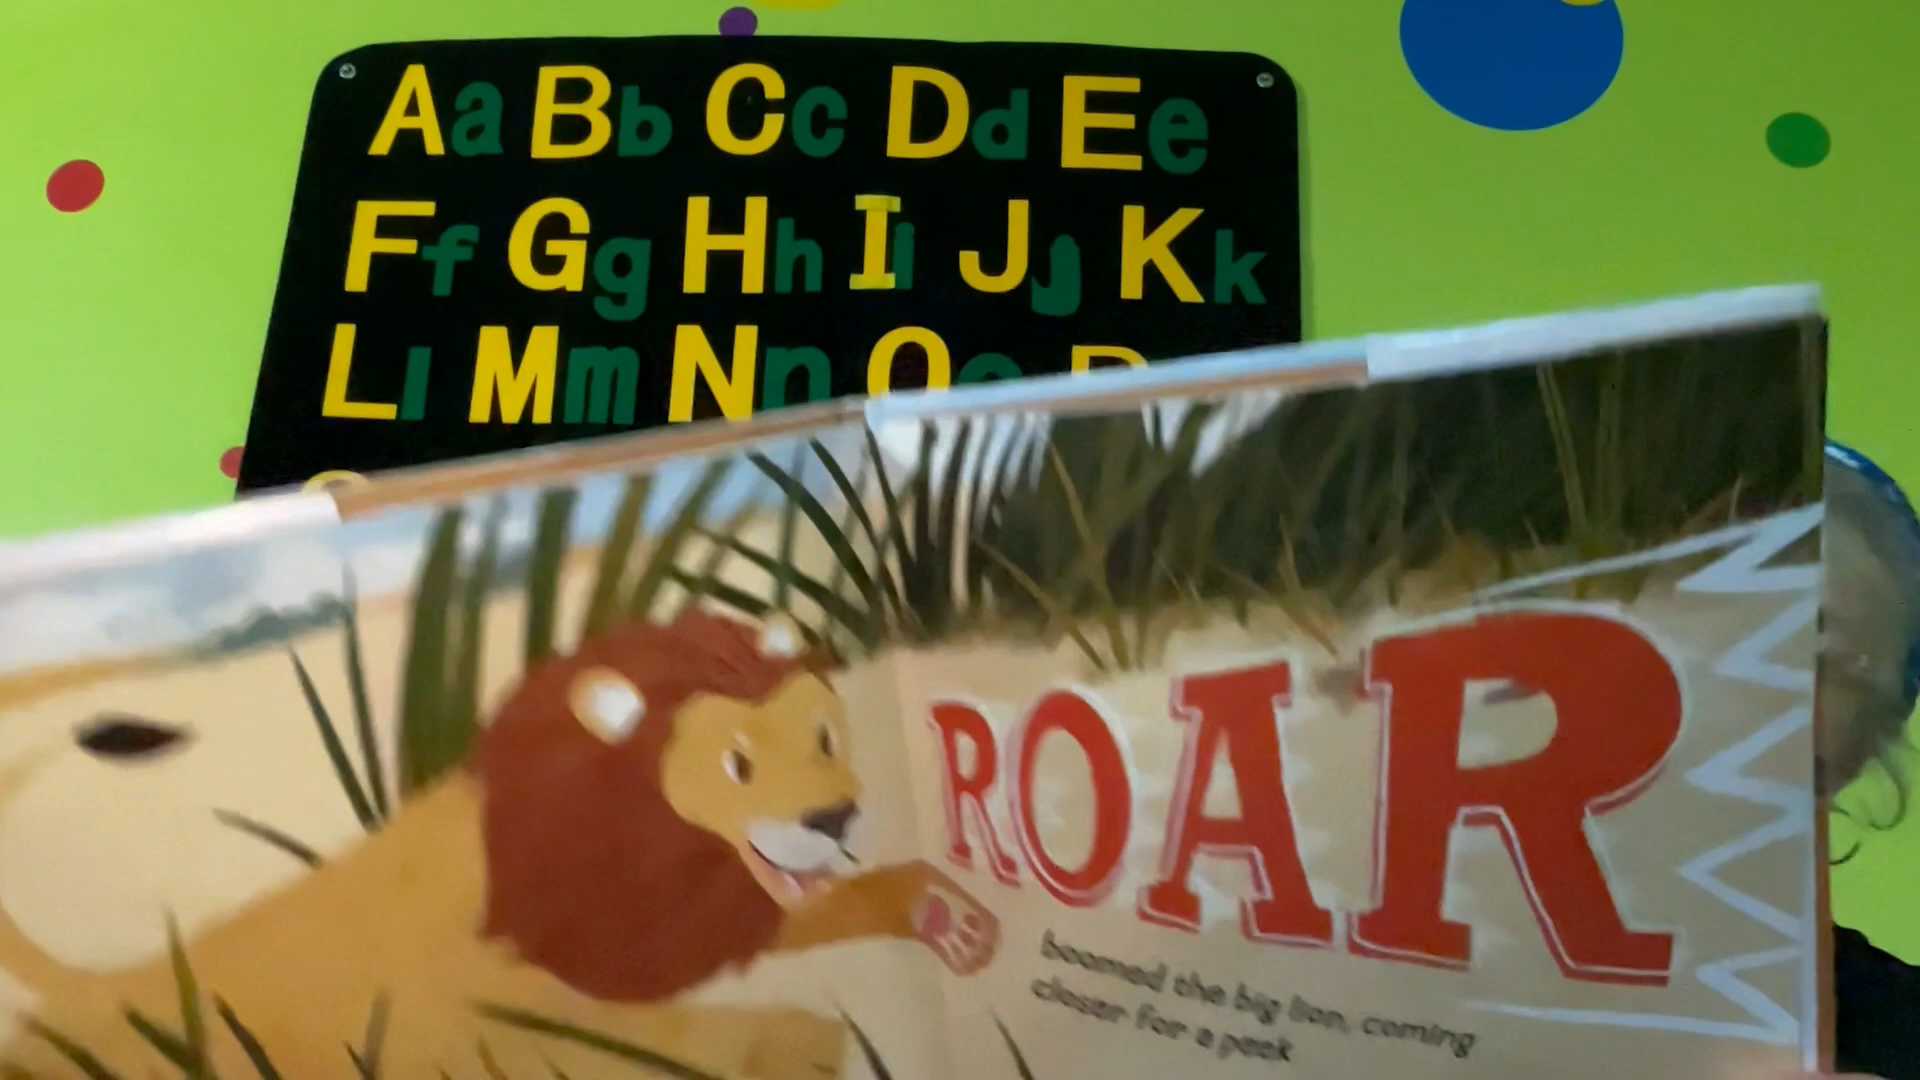 Aa Bb Cc Dd Ee
Ff Gg Hh Ii Jj Kk
Ll Mm Nn Oo P
ROAR
boomed the big lion, coming
closer for a peek